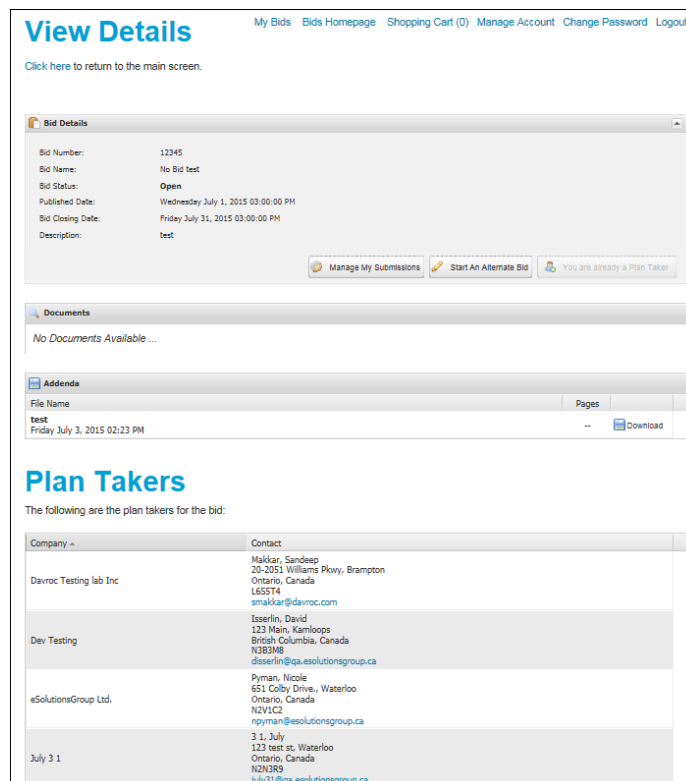 View Details
My Bids Bids Homepage Shopping Cart (0) Manage Account Change Password Logout
Click here to return to the main screen.
Bid Details
Bid Number: 12345
Bid Name: No Bid test
Bid Status: Open
Published Date: Wednesday July 1, 2015 03:00:00 PM
Bid Closing Date: Friday July 31, 2015 03:00:00 PM
Description: test
Manage My Submissions Start An Alternate Bid You are already a Plan Taker
Documents
No Documents Available ...
Addenda
File Name Pages
test
Friday July 3, 2015 02:23 PM -- Download
Plan Takers
The following are the plan takers for the bid:
Company Contact
Makkar, Sandeep
20-2051 Williams Pkwy, Brampton
Davroc Testing lab Inc Ontario, Canada
L6S5T4
smakkar@davroc.com
Isserlin, David
123 Main, Kamloops
Dev Testing British Columbia, Canada
N3B3M8
disserlin@qa.esolutionsgroup.ca
Pyman, Nicole
651 Colby Drive., Waterloo
eSolutionsGroup Ltd. Ontario, Canada
N2V1C2
npyman@esolutionsgroup.ca
3 1, July
123 test st, Waterloo
July 3 1 Ontario, Canada
N2N3R9
july31@qa.esolutionsgroup.ca